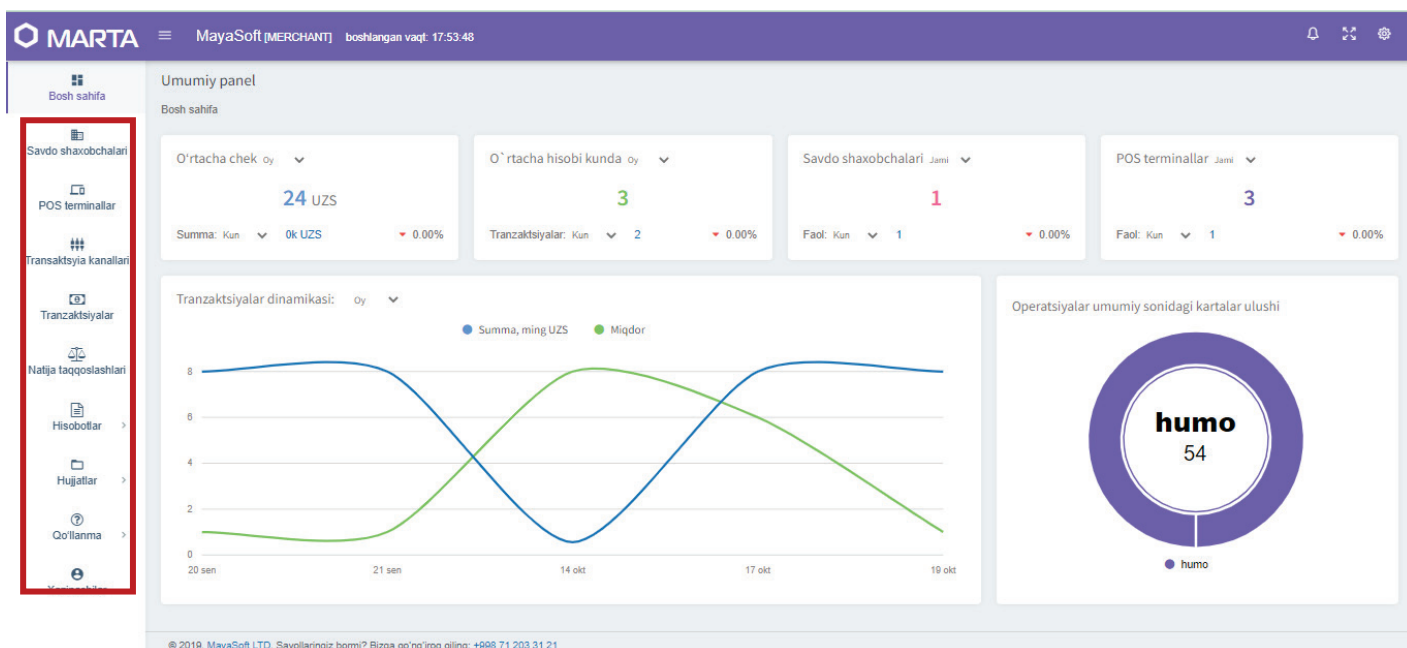 MARTA
MayaSoft [MERCHANT] boshlangan vaqt: 17:53:48
Bosh sahifa
Savdo shaxobchalari
POS terminallar
Transaktsyia kanallari
Tranzaktsiyalar
Natija taqqoslashlari
Hisobotlar
Hujjatlar
Qo'llanma
Umumiy panel
Bosh sahifa
O'rtacha chek Oy
24 UZS
Summa: Kun 0k UZS 0.00%
O`rtacha hisobi kunda Oy
3
Tranzaktsiyalar: Kun 2 0.00%
Savdo shaxobchalari Jami
1
Faol: Kun 1 0.00%
POS terminallar Jami
3
Faol: Kun 1 0.00%
Tranzaktsiyalar dinamikasi: Oy
Summa, ming UZS Miqdor
8
6
4
2
0
20 sen 21 sen 14 okt 17 okt 19 okt
Operatsiyalar umumiy sonidagi kartalar ulushi
humo
54
humo
© 2019. MayaSoft LTD. Savollaringiz bormi? Bizga qo'ng'iroq qiling: +998 71 203 31 21